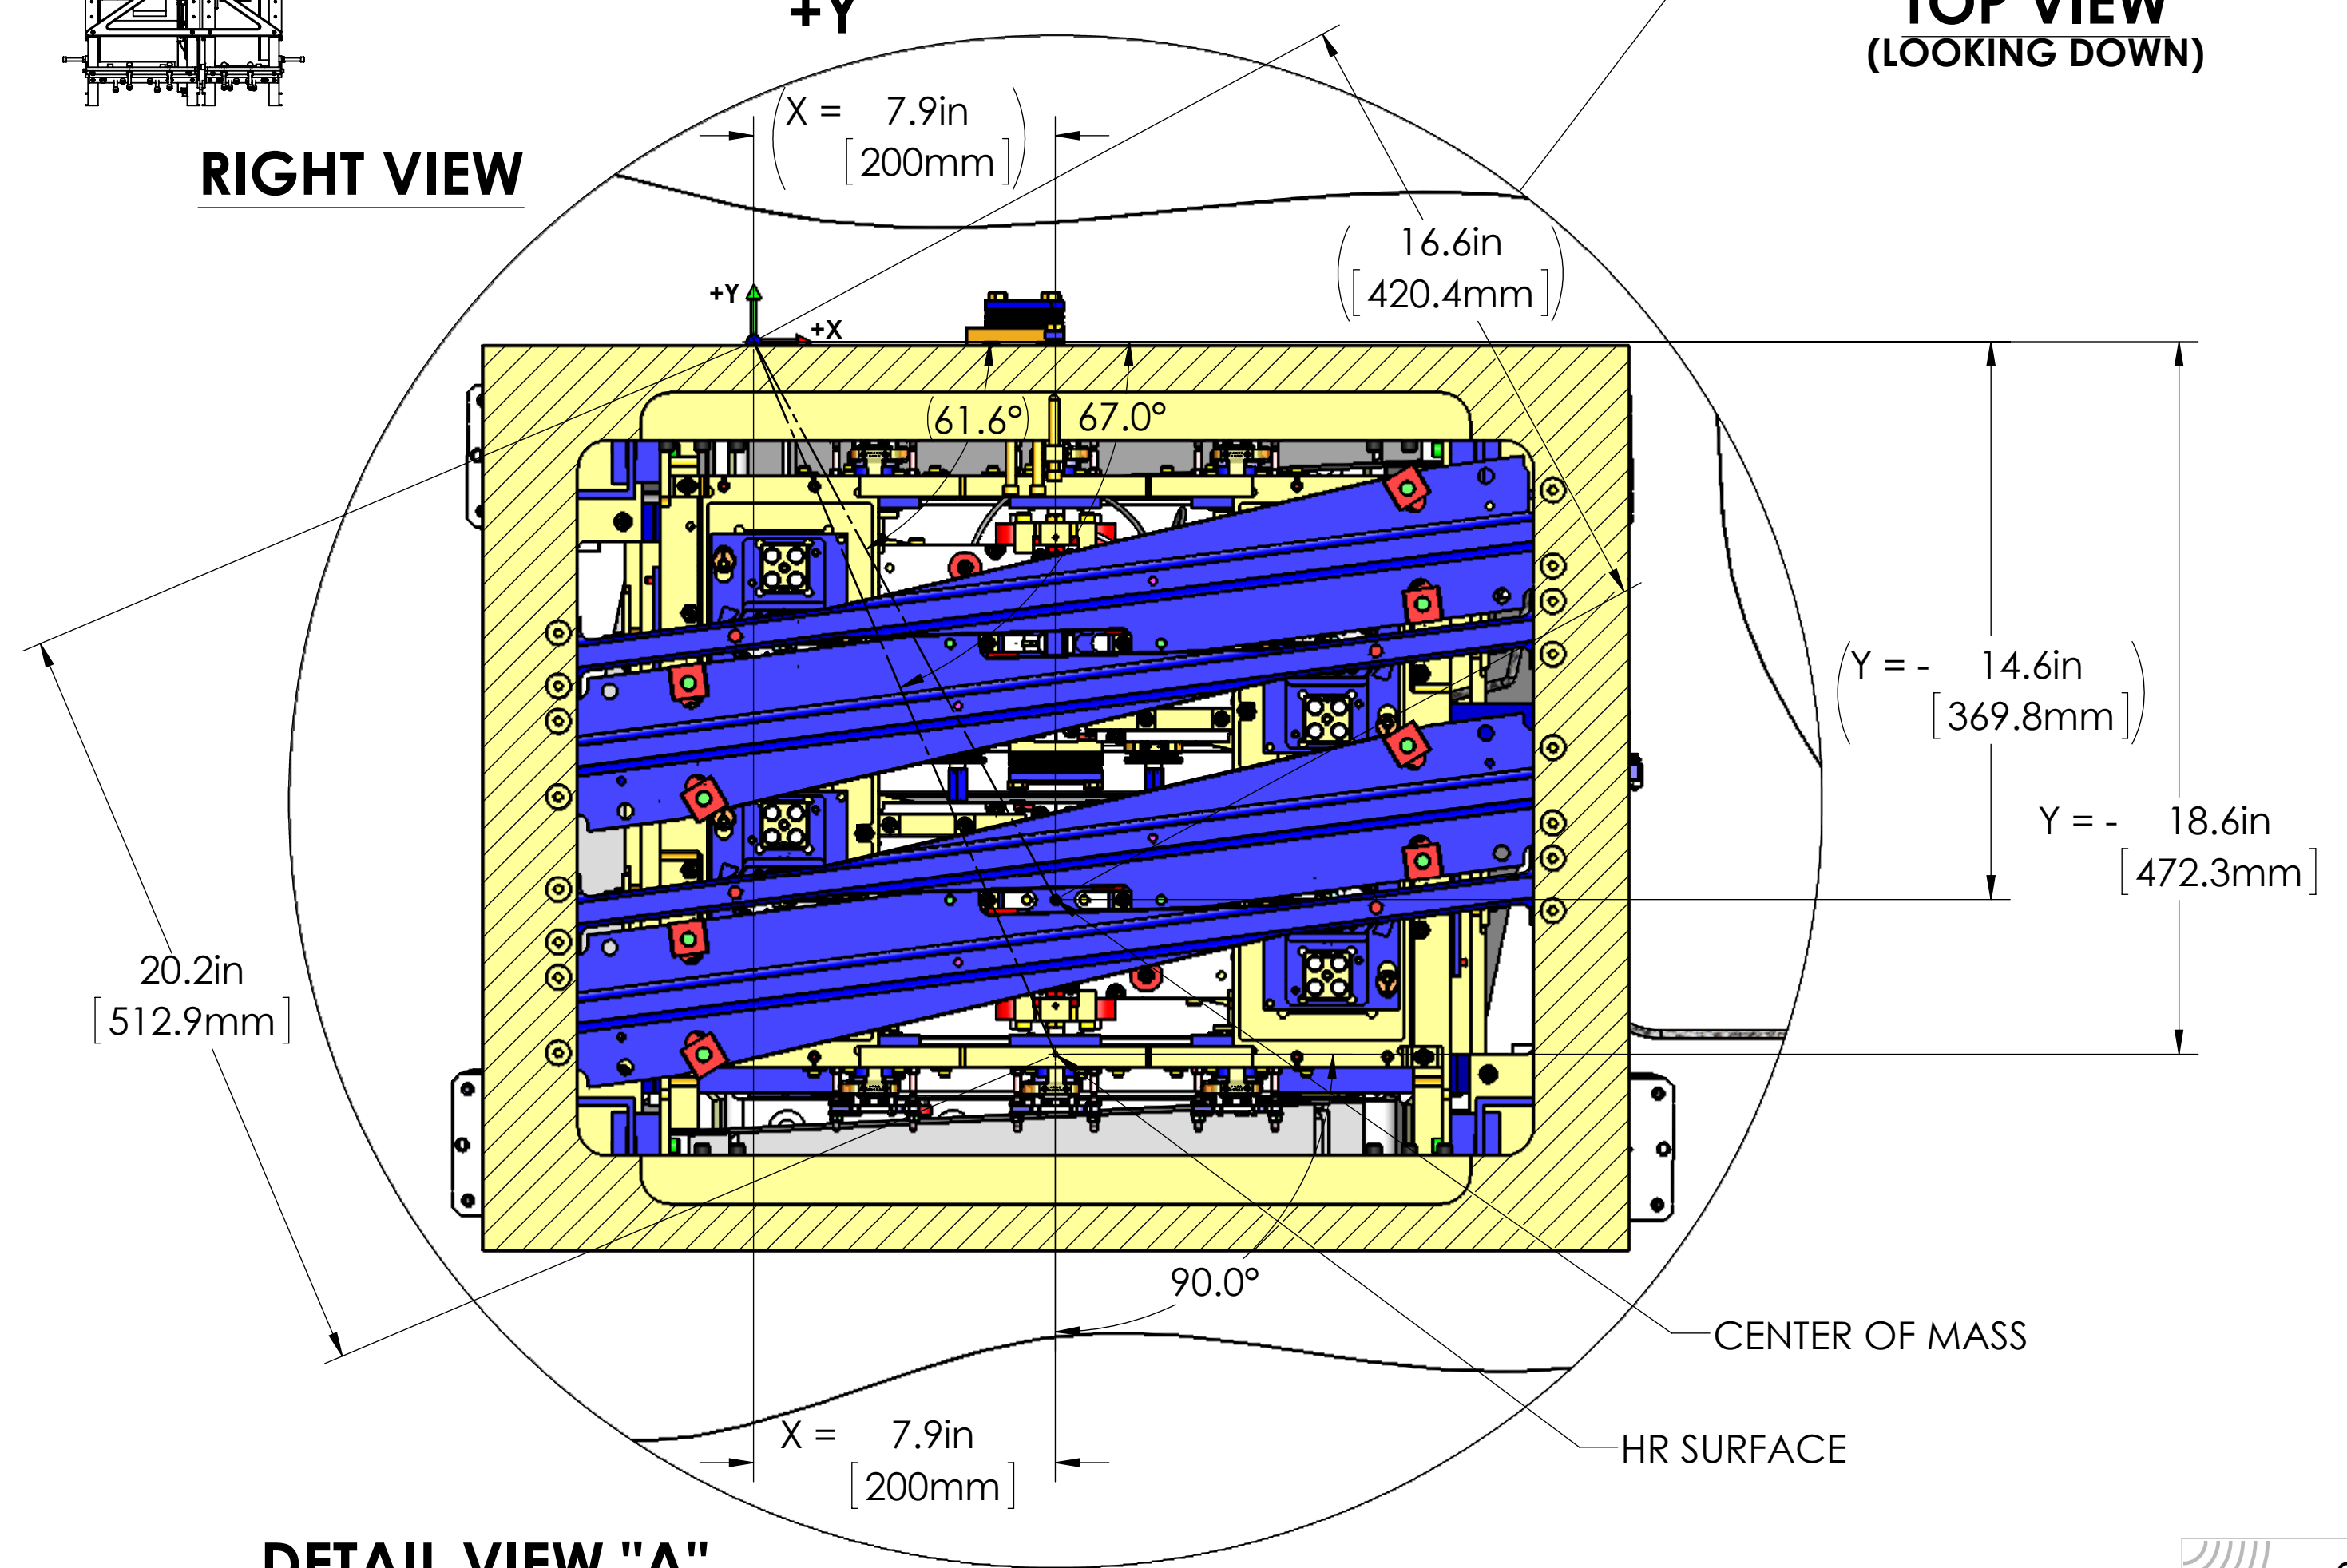 +Y
TOP VIEW
(LOOKING DOWN)
RIGHT VIEW
X = 7.9in
[200mm]
16.6in
[420.4mm]
+Y
+X
(61.6°)
67.0°
(Y = - 14.6in
[369.8mm])
Y = - 18.6in
[472.3mm]
20.2in
[512.9mm]
90.0°
CENTER OF MASS
X = 7.9in
[200mm]
HR SURFACE
DETAIL VIEW "A"